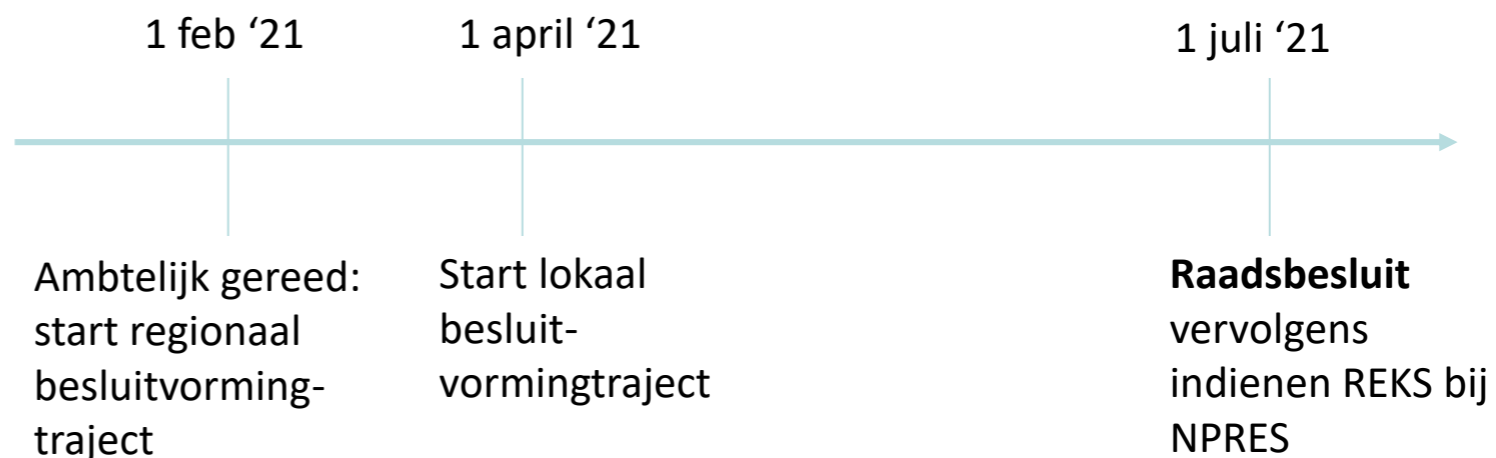 1 feb ‘21
1 april ‘21
1 juli ‘21
Ambtelijk gereed:
start regionaal
besluitvorming-
traject
Start lokaal
besluit-
vormingtraject
Raadsbesluit
vervolgens
indienen REKS bij
NPRES